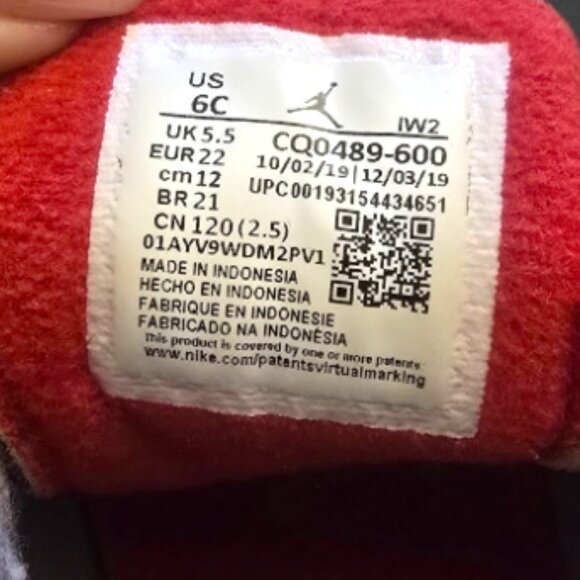 US
6C
IW2
UK 5.5
CQ0489-600
EUR 22
10/02/19|12/03/19
cm 12
UPC00193154434651
BR 21
CN 120 (2.5)
01AYV9WDM2PV1
MADE IN INDONESIA
HECHO EN INDONESIA
FABRIQUE EN INDONESIE
FABRICADO NA INDONÉSIA
This product is covered by one or more patents
www.nike.com/patentsvirtualmarking